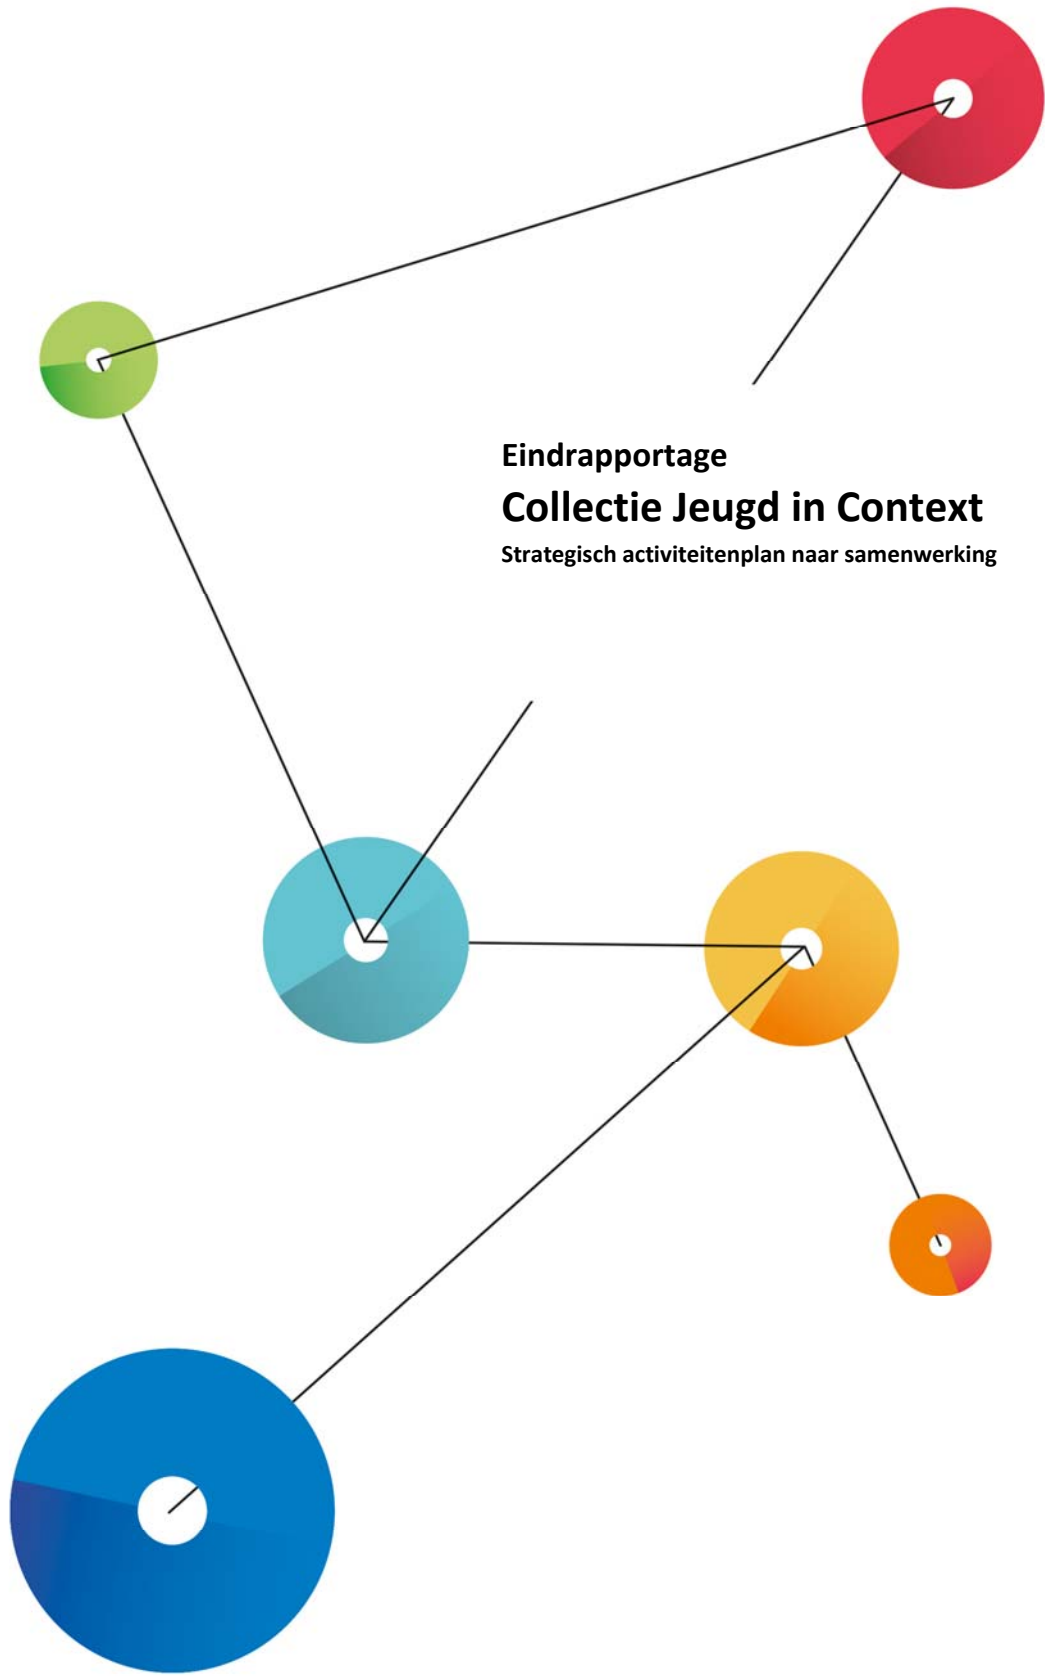 Eindrapportage
Collectie Jeugd in Context
Strategisch activiteitenplan naar samenwerking